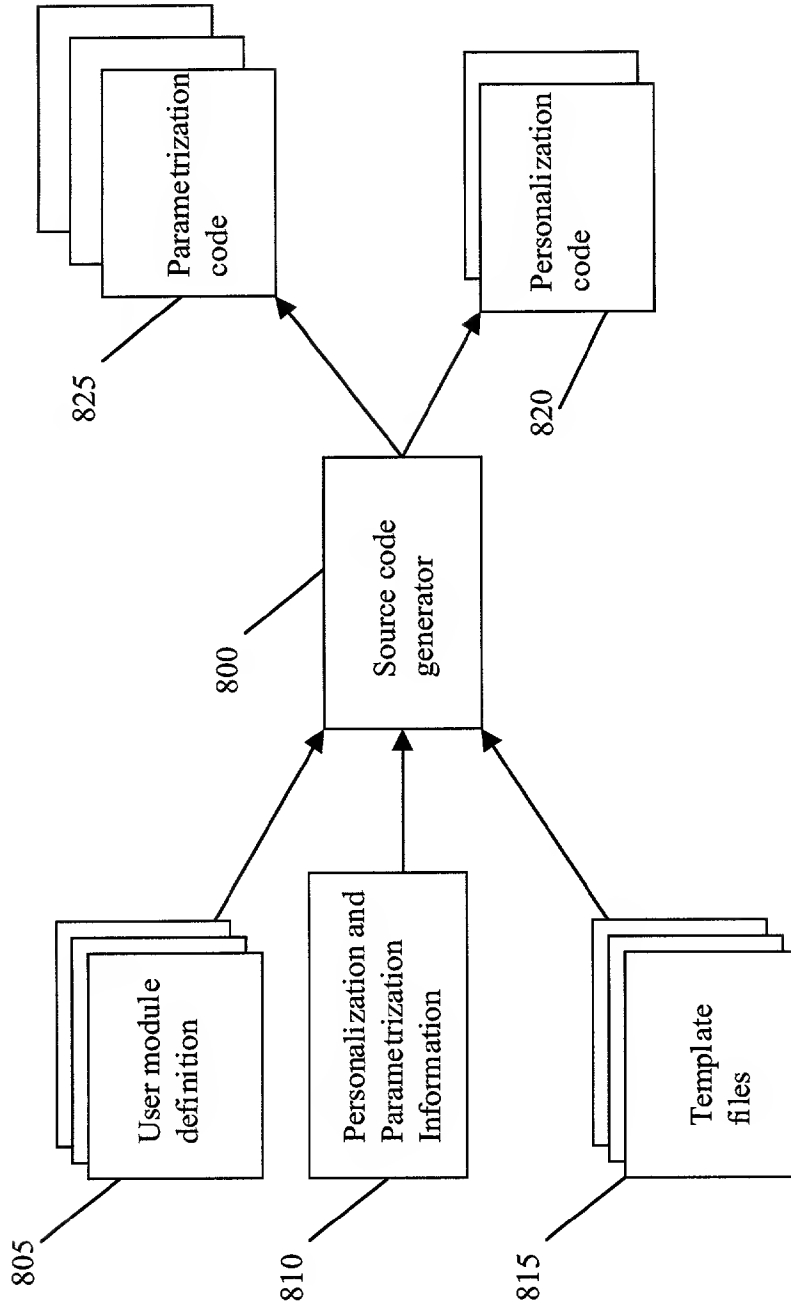 805
User module
definition
810
Personalization and
Parametrization
Information
815
Template
files
800
Source code
generator
825
Parametrization
code
820
Personalization
code